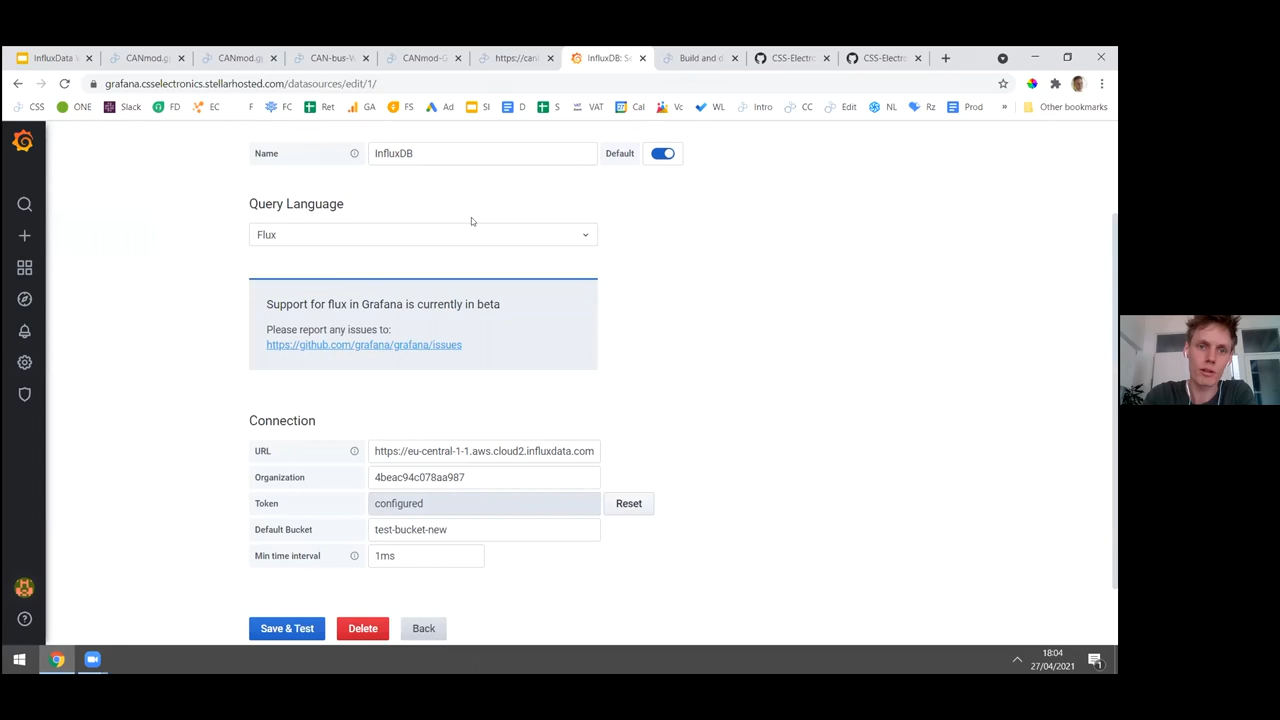 InfluxData
CANmod.g
CANmod.g
CAN-bus-
CANmod-G
https://can
InfluxDB: S
Build and d
CSS-Electro
CSS-Electro
grafana.csselectronics.stellarhosted.com/datasources/edit/1/
CSS ONE Slack FD EC F FC Ret GA FS Ad SI D S VAT Cal Vc WL Intro CC Edit NL Rz Prod » Other bookmarks
Name InfluxDB Default
Query Language
Flux
Support for flux in Grafana is currently in beta
Please report any issues to:
https://github.com/grafana/grafana/issues
Connection
URL https://eu-central-1-1.aws.cloud2.influxdata.com
Organization 4beac94c078aa987
Token configured Reset
Default Bucket test-bucket-new
Min time interval 1ms
Save & Test Delete Back
18:04
27/04/2021
1